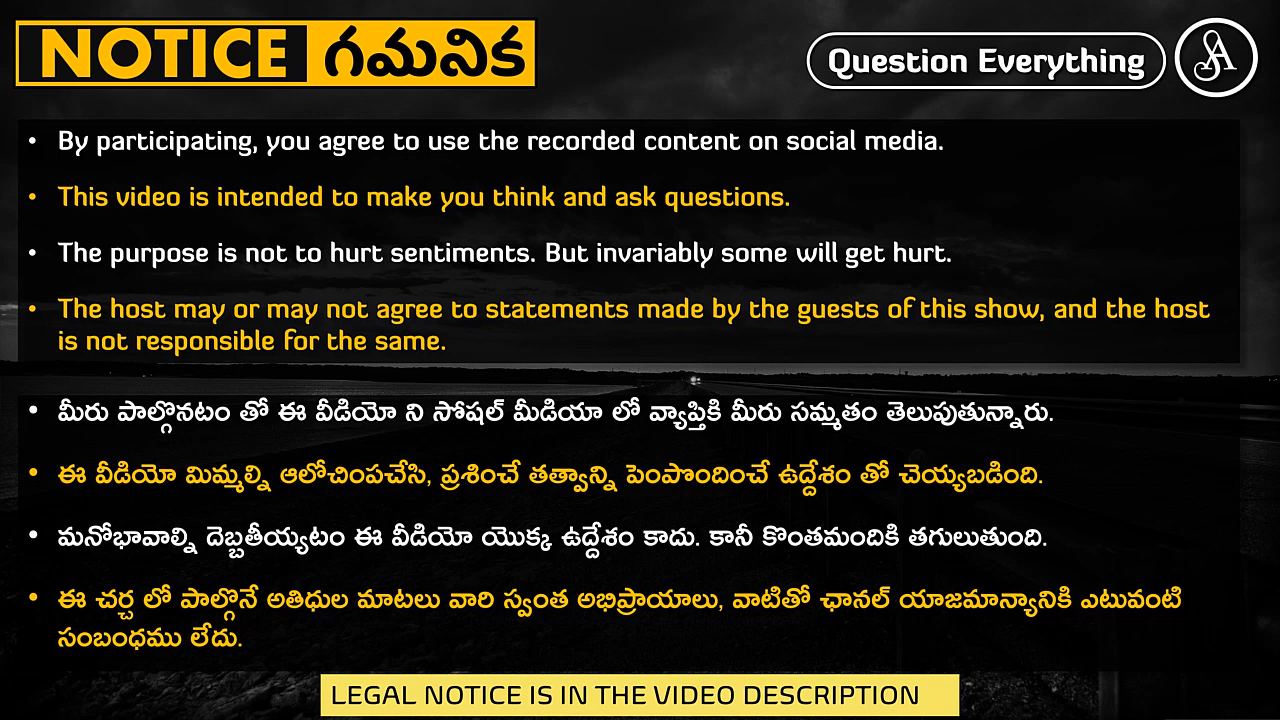 NOTICE గమనిక
Question Everything
• By participating, you agree to use the recorded content on social media.
• This video is intended to make you think and ask questions.
• The purpose is not to hurt sentiments. But invariably some will get hurt.
• The host may or may not agree to statements made by the guests of this show, and the host
is not responsible for the same.
• మీరు పాల్గొనటం తో ఈ వీడియో ని సోషల్ మీడియా లో వ్యాప్తికి మీరు సమ్మతం తెలుపుతున్నారు.
• ఈ వీడియో మిమ్మల్ని ఆలోచింపచేసి, ప్రశించే తత్వాన్ని పెంపొందించే ఉద్దేశం తో చెయ్యబడింది.
• మనోభావాల్ని దెబ్బతీయ్యటం ఈ వీడియో యొక్క ఉద్దేశం కాదు. కానీ కొంతమందికి తగులుతుంది.
• ఈ చర్చ లో పాల్గొనే అతిధుల మాటలు వారి స్వంత అభిప్రాయాలు, వాటితో ఛానల్ యాజమాన్యానికి ఎటువంటి
సంబంధము లేదు.
LEGAL NOTICE IS IN THE VIDEO DESCRIPTION